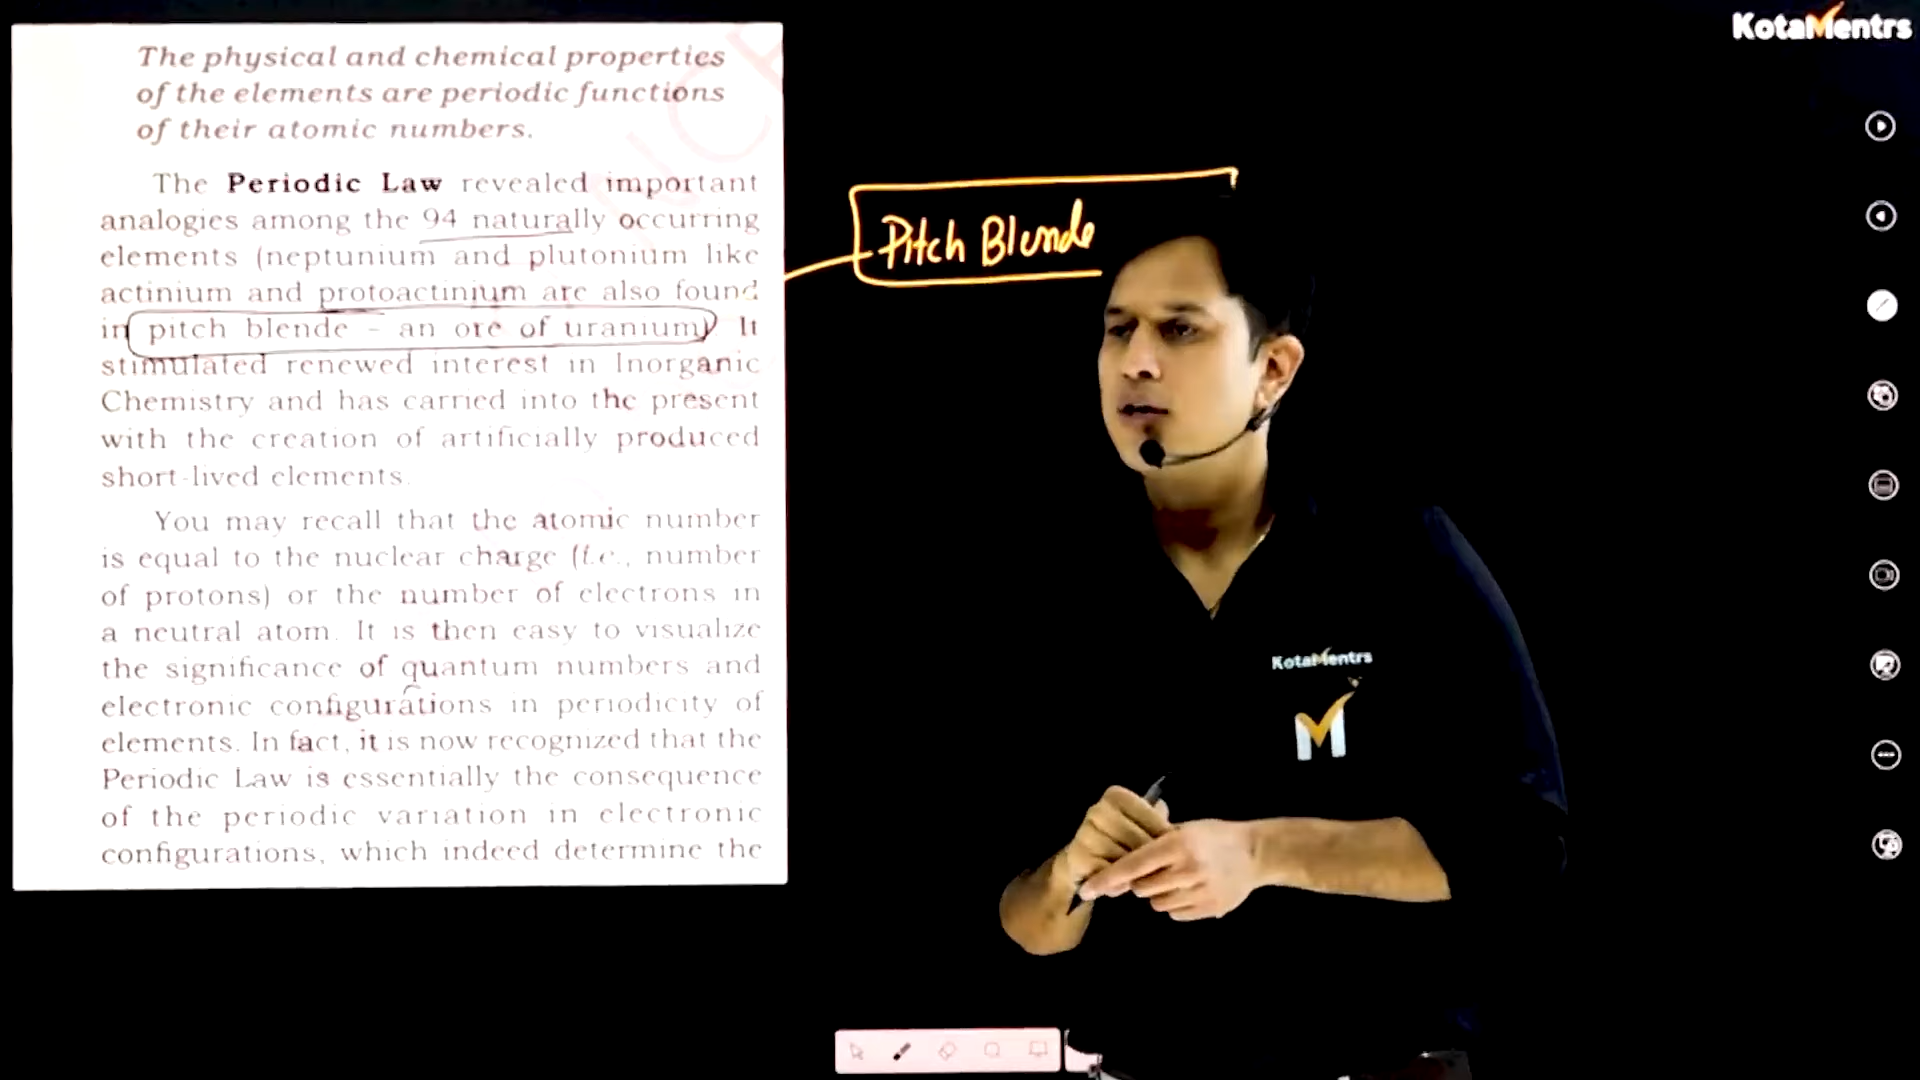 KotaMentrs
The physical and chemical properties
of the elements are periodic functions
of their atomic numbers.
The Periodic Law revealed important
analogies among the 94 naturally occurring
elements (neptunium and plutonium like
actinium and protoactinium are also found
in pitch blende – an ore of uranium). It
stimulated renewed interest in Inorganic
Chemistry and has carried into the present
with the creation of artificially produced
short-lived elements.
You may recall that the atomic number
is equal to the nuclear charge (i.e., number
of protons) or the number of electrons in
a neutral atom. It is then easy to visualize
the significance of quantum numbers and
electronic configurations in periodicity of
elements. In fact, it is now recognized that the
Periodic Law is essentially the consequence
of the periodic variation in electronic
configurations, which indeed determine the
Pitch Blende
KotaMentrs
M